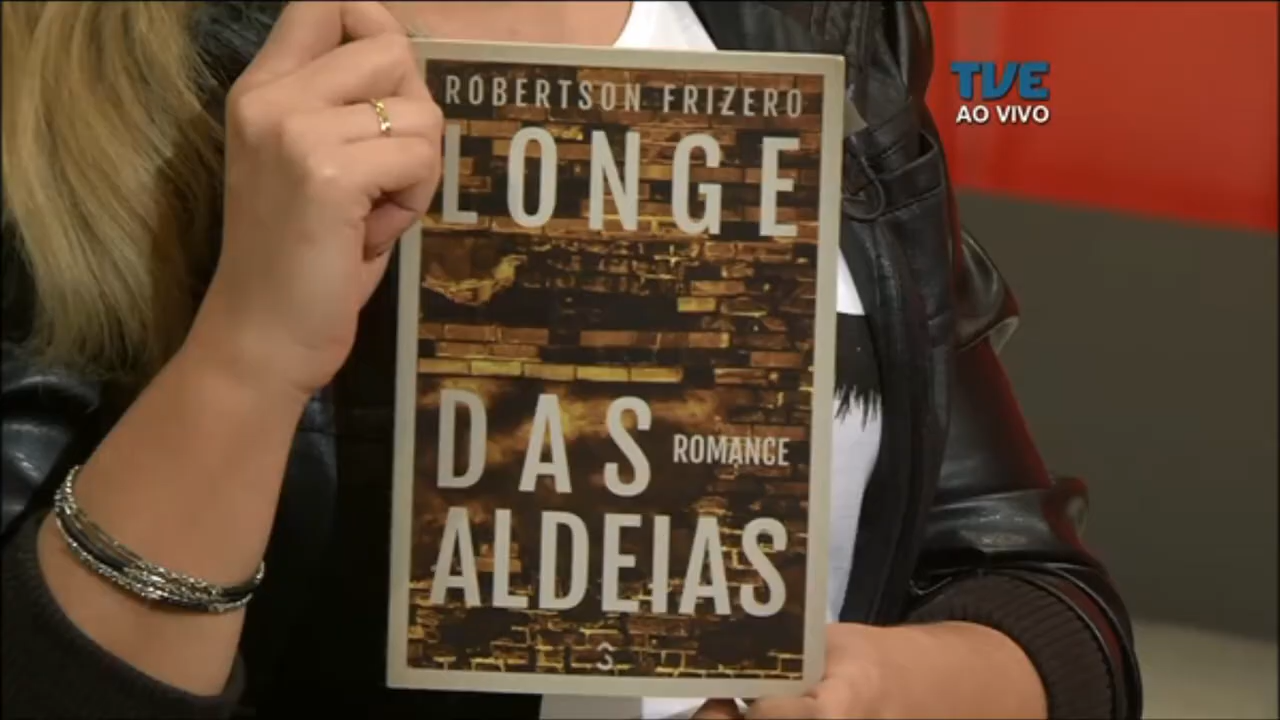 ROBERTSON FRIZERO
LONGE
DAS
ROMANCE
ALDEIAS
TVE
AO VIVO